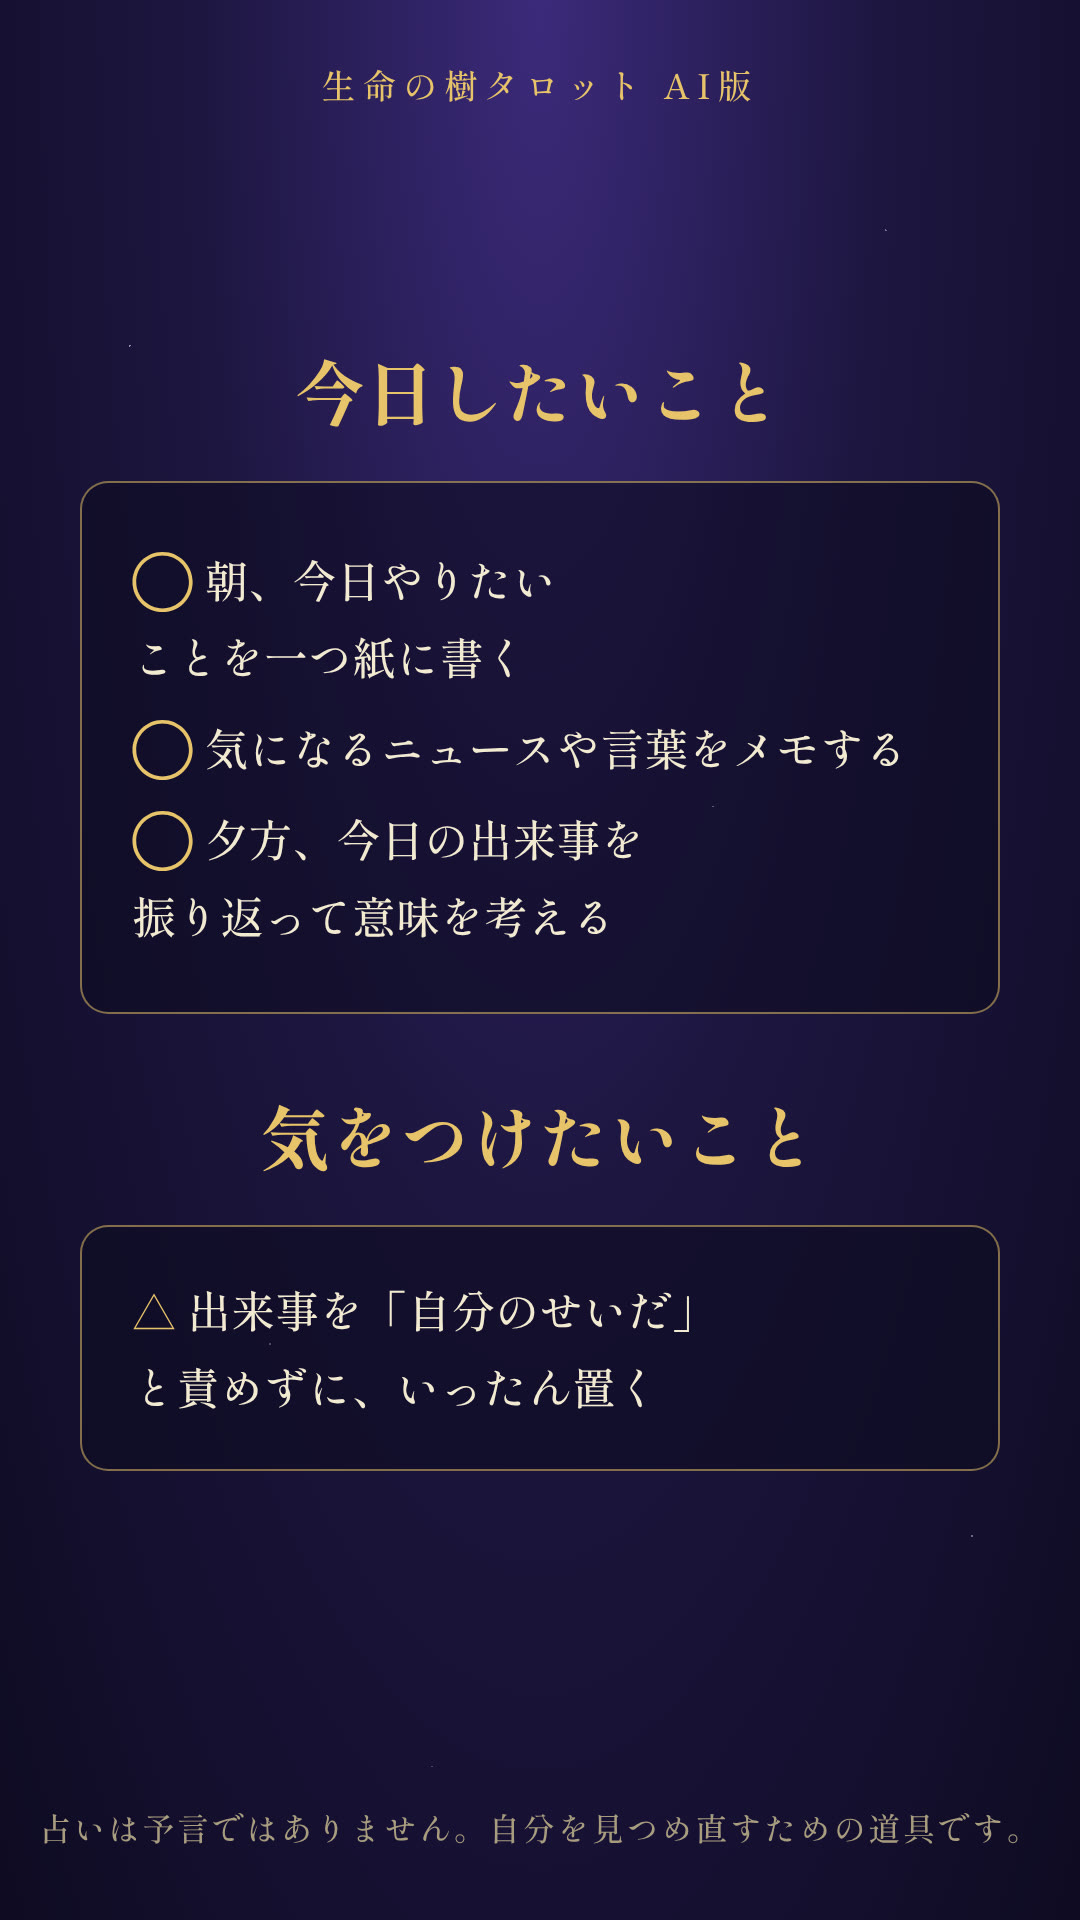 生命の樹タロット AI版
今日したいこと
◯ 朝、今日やりたい
ことを一つ紙に書く
◯ 気になるニュースや言葉をメモする
◯ 夕方、今日の出来事を
振り返って意味を考える
気をつけたいこと
△ 出来事を「自分のせいだ」
と責めずに、いったん置く
占いは予言ではありません。自分を見つめ直すための道具です。